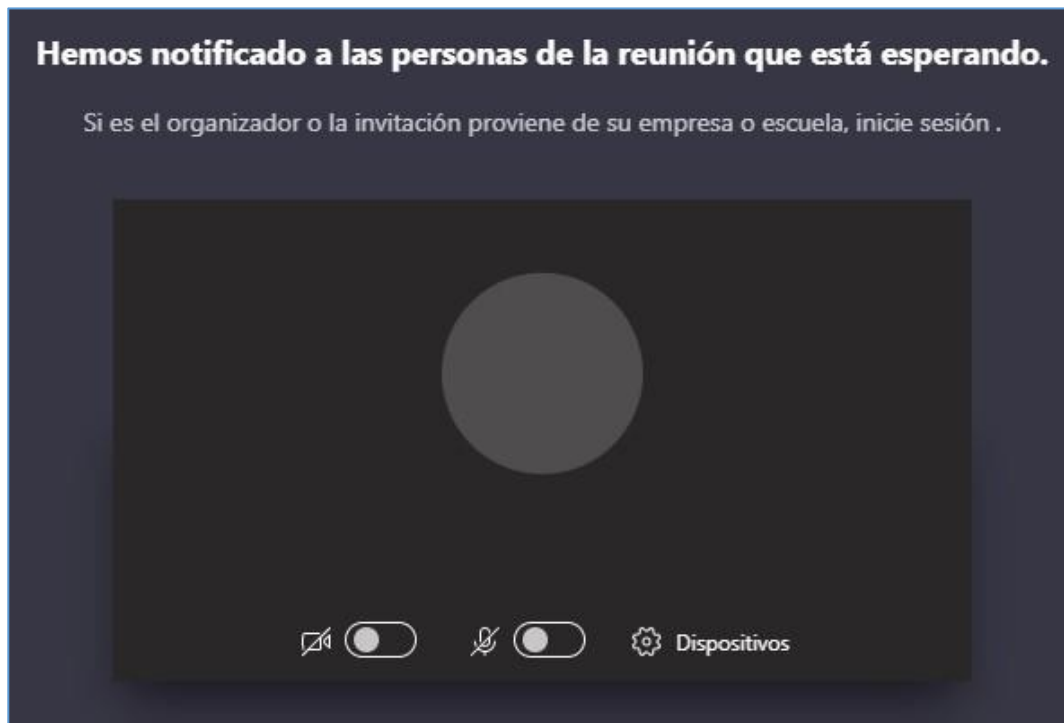 Hemos notificado a las personas de la reunión que está esperando.
Si es el organizador o la invitación proviene de su empresa o escuela, inicie sesión .
Dispositivos